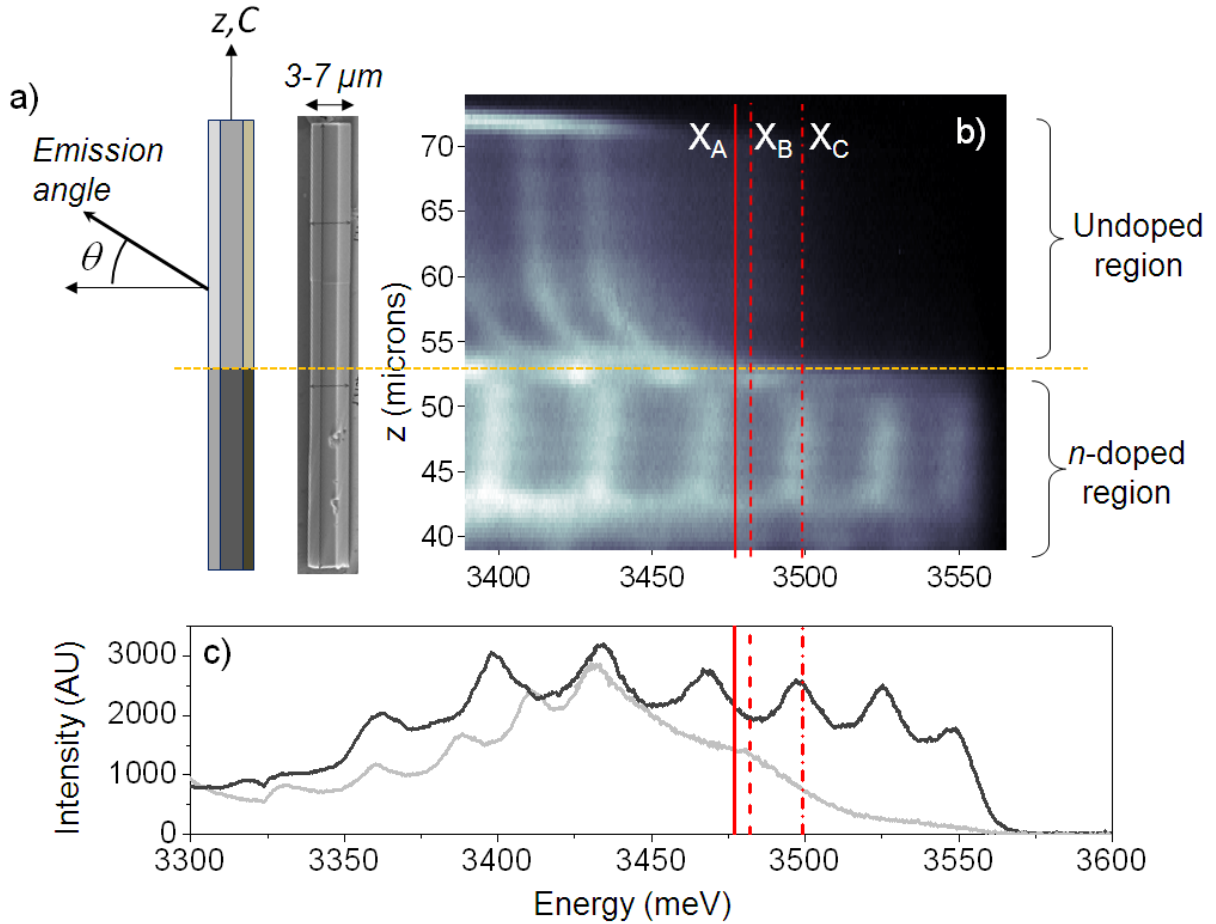 a)
z,C
3-7 μm
Emission
angle
θ
b)
X_A X_B X_C
z (microns)
70
65
60
55
50
45
40
3400 3450 3500 3550
Undoped
region
n-doped
region
c)
Intensity (AU)
3000
2000
1000
0
3300 3350 3400 3450 3500 3550 3600
Energy (meV)